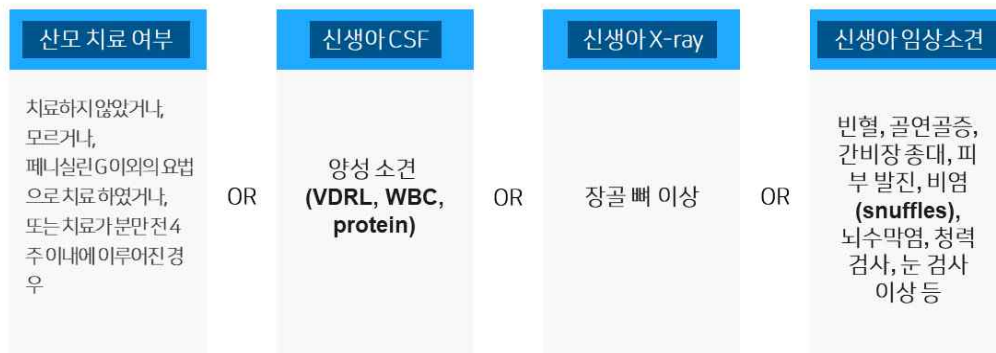 산모 치료 여부
치료하지 않았거나,
모르거나,
페니실린 G 이외의 요법
으로 치료 하였거나,
또는 치료가 분만 전 4
주 이내에 이루어진 경
우
OR
신생아 CSF
양성 소견
(VDRL, WBC,
protein)
OR
신생아 X-ray
장골 뼈 이상
OR
신생아 임상소견
빈혈, 골연골증,
간비장 종대, 피
부 발진, 비염
(snuffles),
뇌수막염, 청력
검사, 눈 검사
이상 등